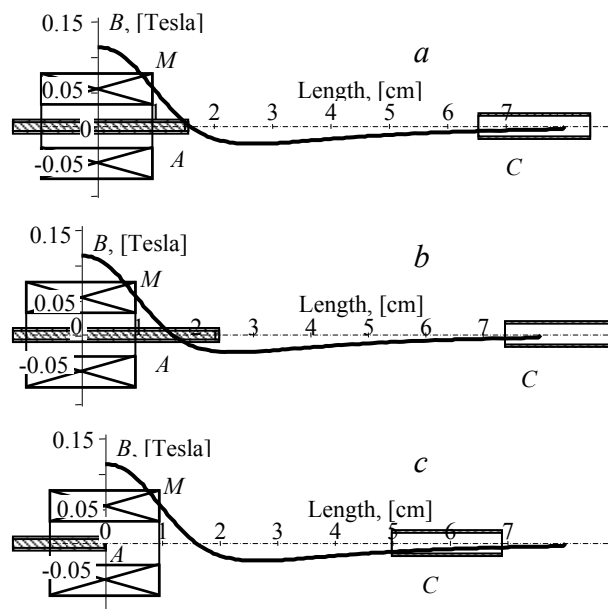 0.15
B, [Tesla]
a
M
Length, [cm]
0.05
0
2 3 4 5 6 7
-0.05
A
C
0.15
B, [Tesla]
b
M
Length, [cm]
0.05
0 1 2 3 4 5 6 7
-0.05
A
C
0.15
B, [Tesla]
c
M
Length, [cm]
0.05
0 1 2 3 4 5 6 7
A
-0.05
C